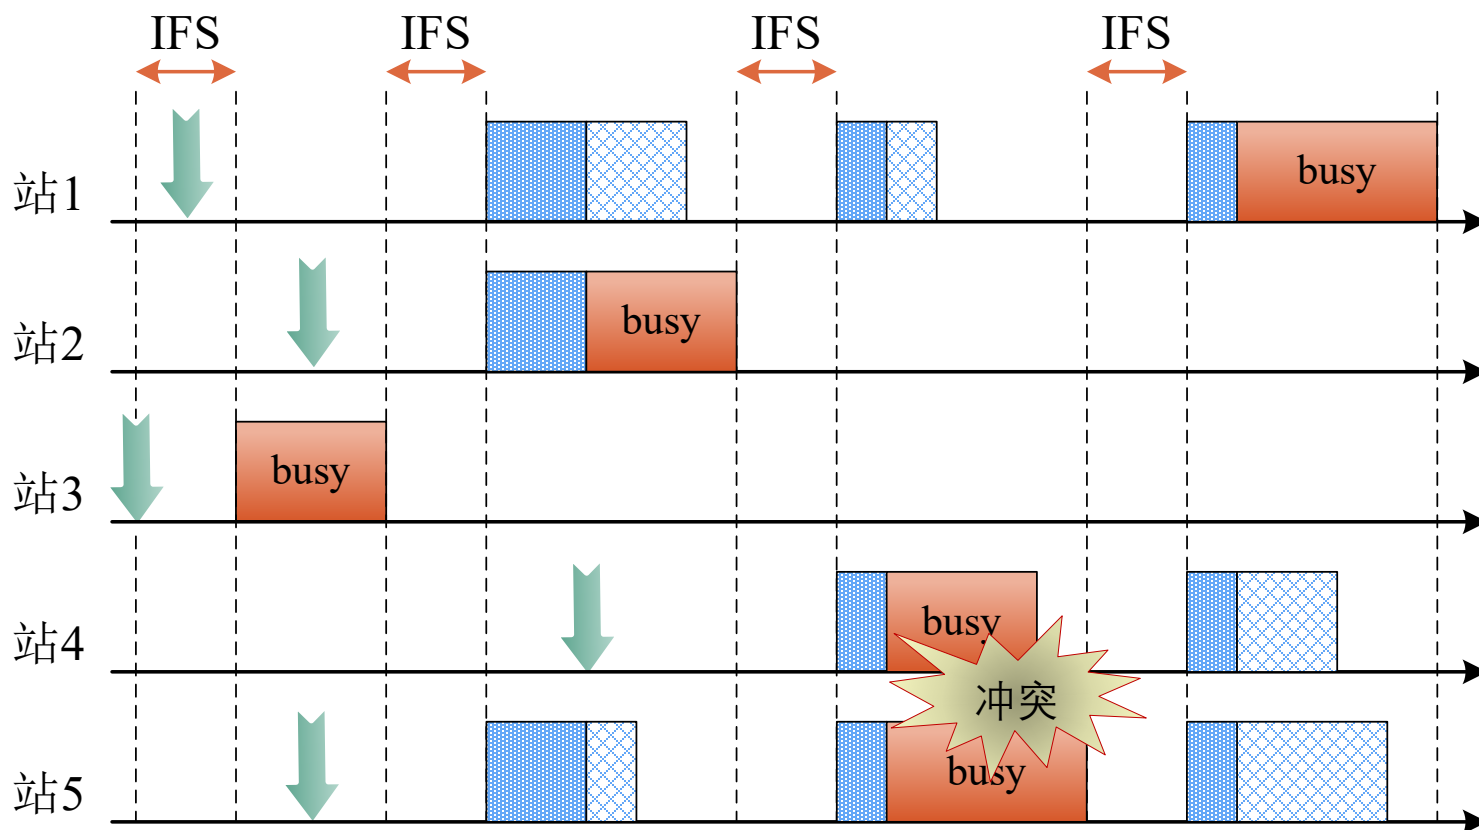 IFS IFS IFS IFS
站1 busy
站2 busy
站3 busy
站4 busy
冲突
站5 busy